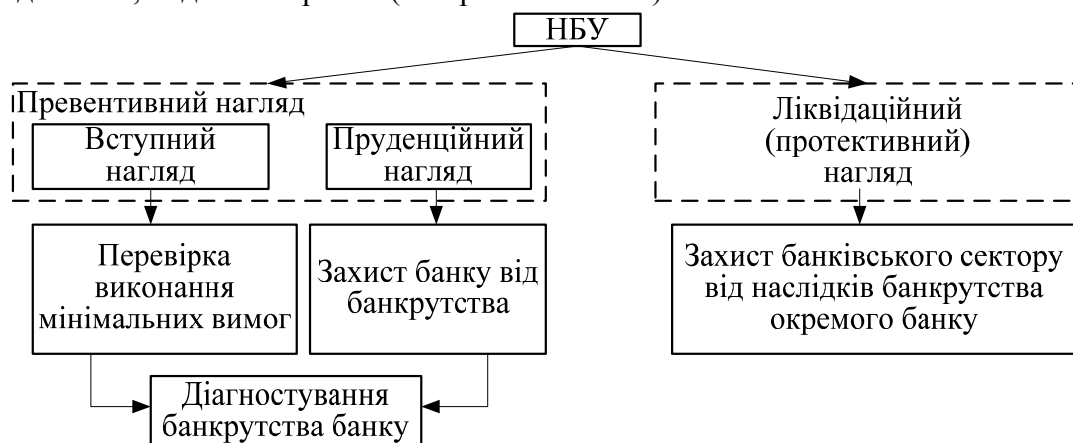 НБУ
Превентивний нагляд
Вступний
нагляд
Пруденційний
нагляд
Ліквідаційний
(протективний)
нагляд
Перевірка
виконання
мінімальних вимог
Захист банку від
банкрутства
Захист банківського сектору
від наслідків банкрутства
окремого банку
Діагностування
банкрутства банку